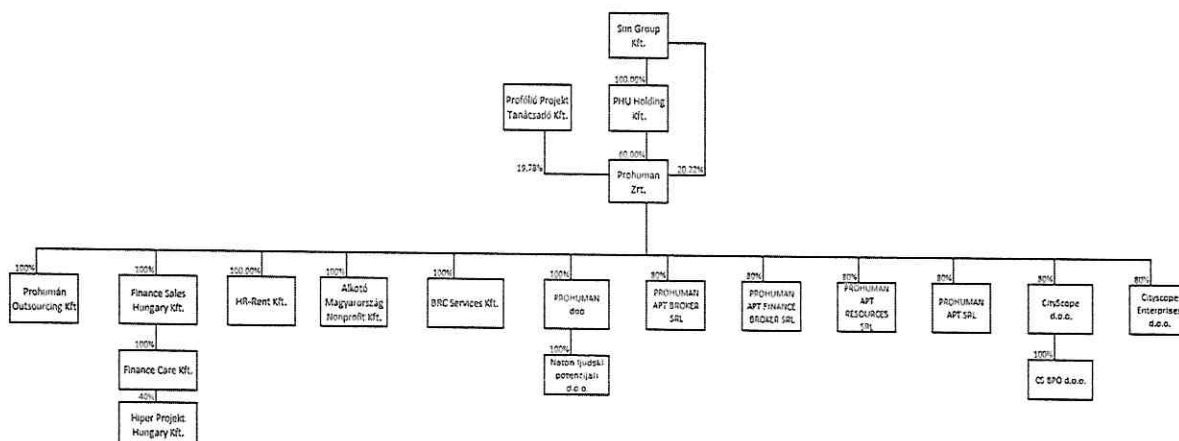 Sun Group
Kft.
100.00%
Profólió Projekt
Tanácsadó Kft.
PHU Holding
Kft.
60.00%
19.78%
20.22%
Prohuman
Zrt.
100%
Prohumán
Outsourcing Kft
100%
Finance Sales
Hungary Kft.
100.00%
HR-Rent Kft.
100%
Alkotó
Magyarország
Nonprofit Kft.
100%
BRC Services Kft.
100%
PROHUMAN
doo
80%
PROHUMAN
APT BROKER
SRL
80%
PROHUMAN
APT FINANCE
BROKER SRL
80%
PROHUMAN
APT
RESOURCES
SRL
80%
PROHUMAN
APT SRL
80%
CityScope
d.o.o.
80%
Cityscope
Enterprises
d.o.o.
100%
Finance Care Kft.
100%
Naton ljudski
potencijali
d.o.o.
100%
CS BPO d.o.o.
40%
Hiper Projekt
Hungary Kft.